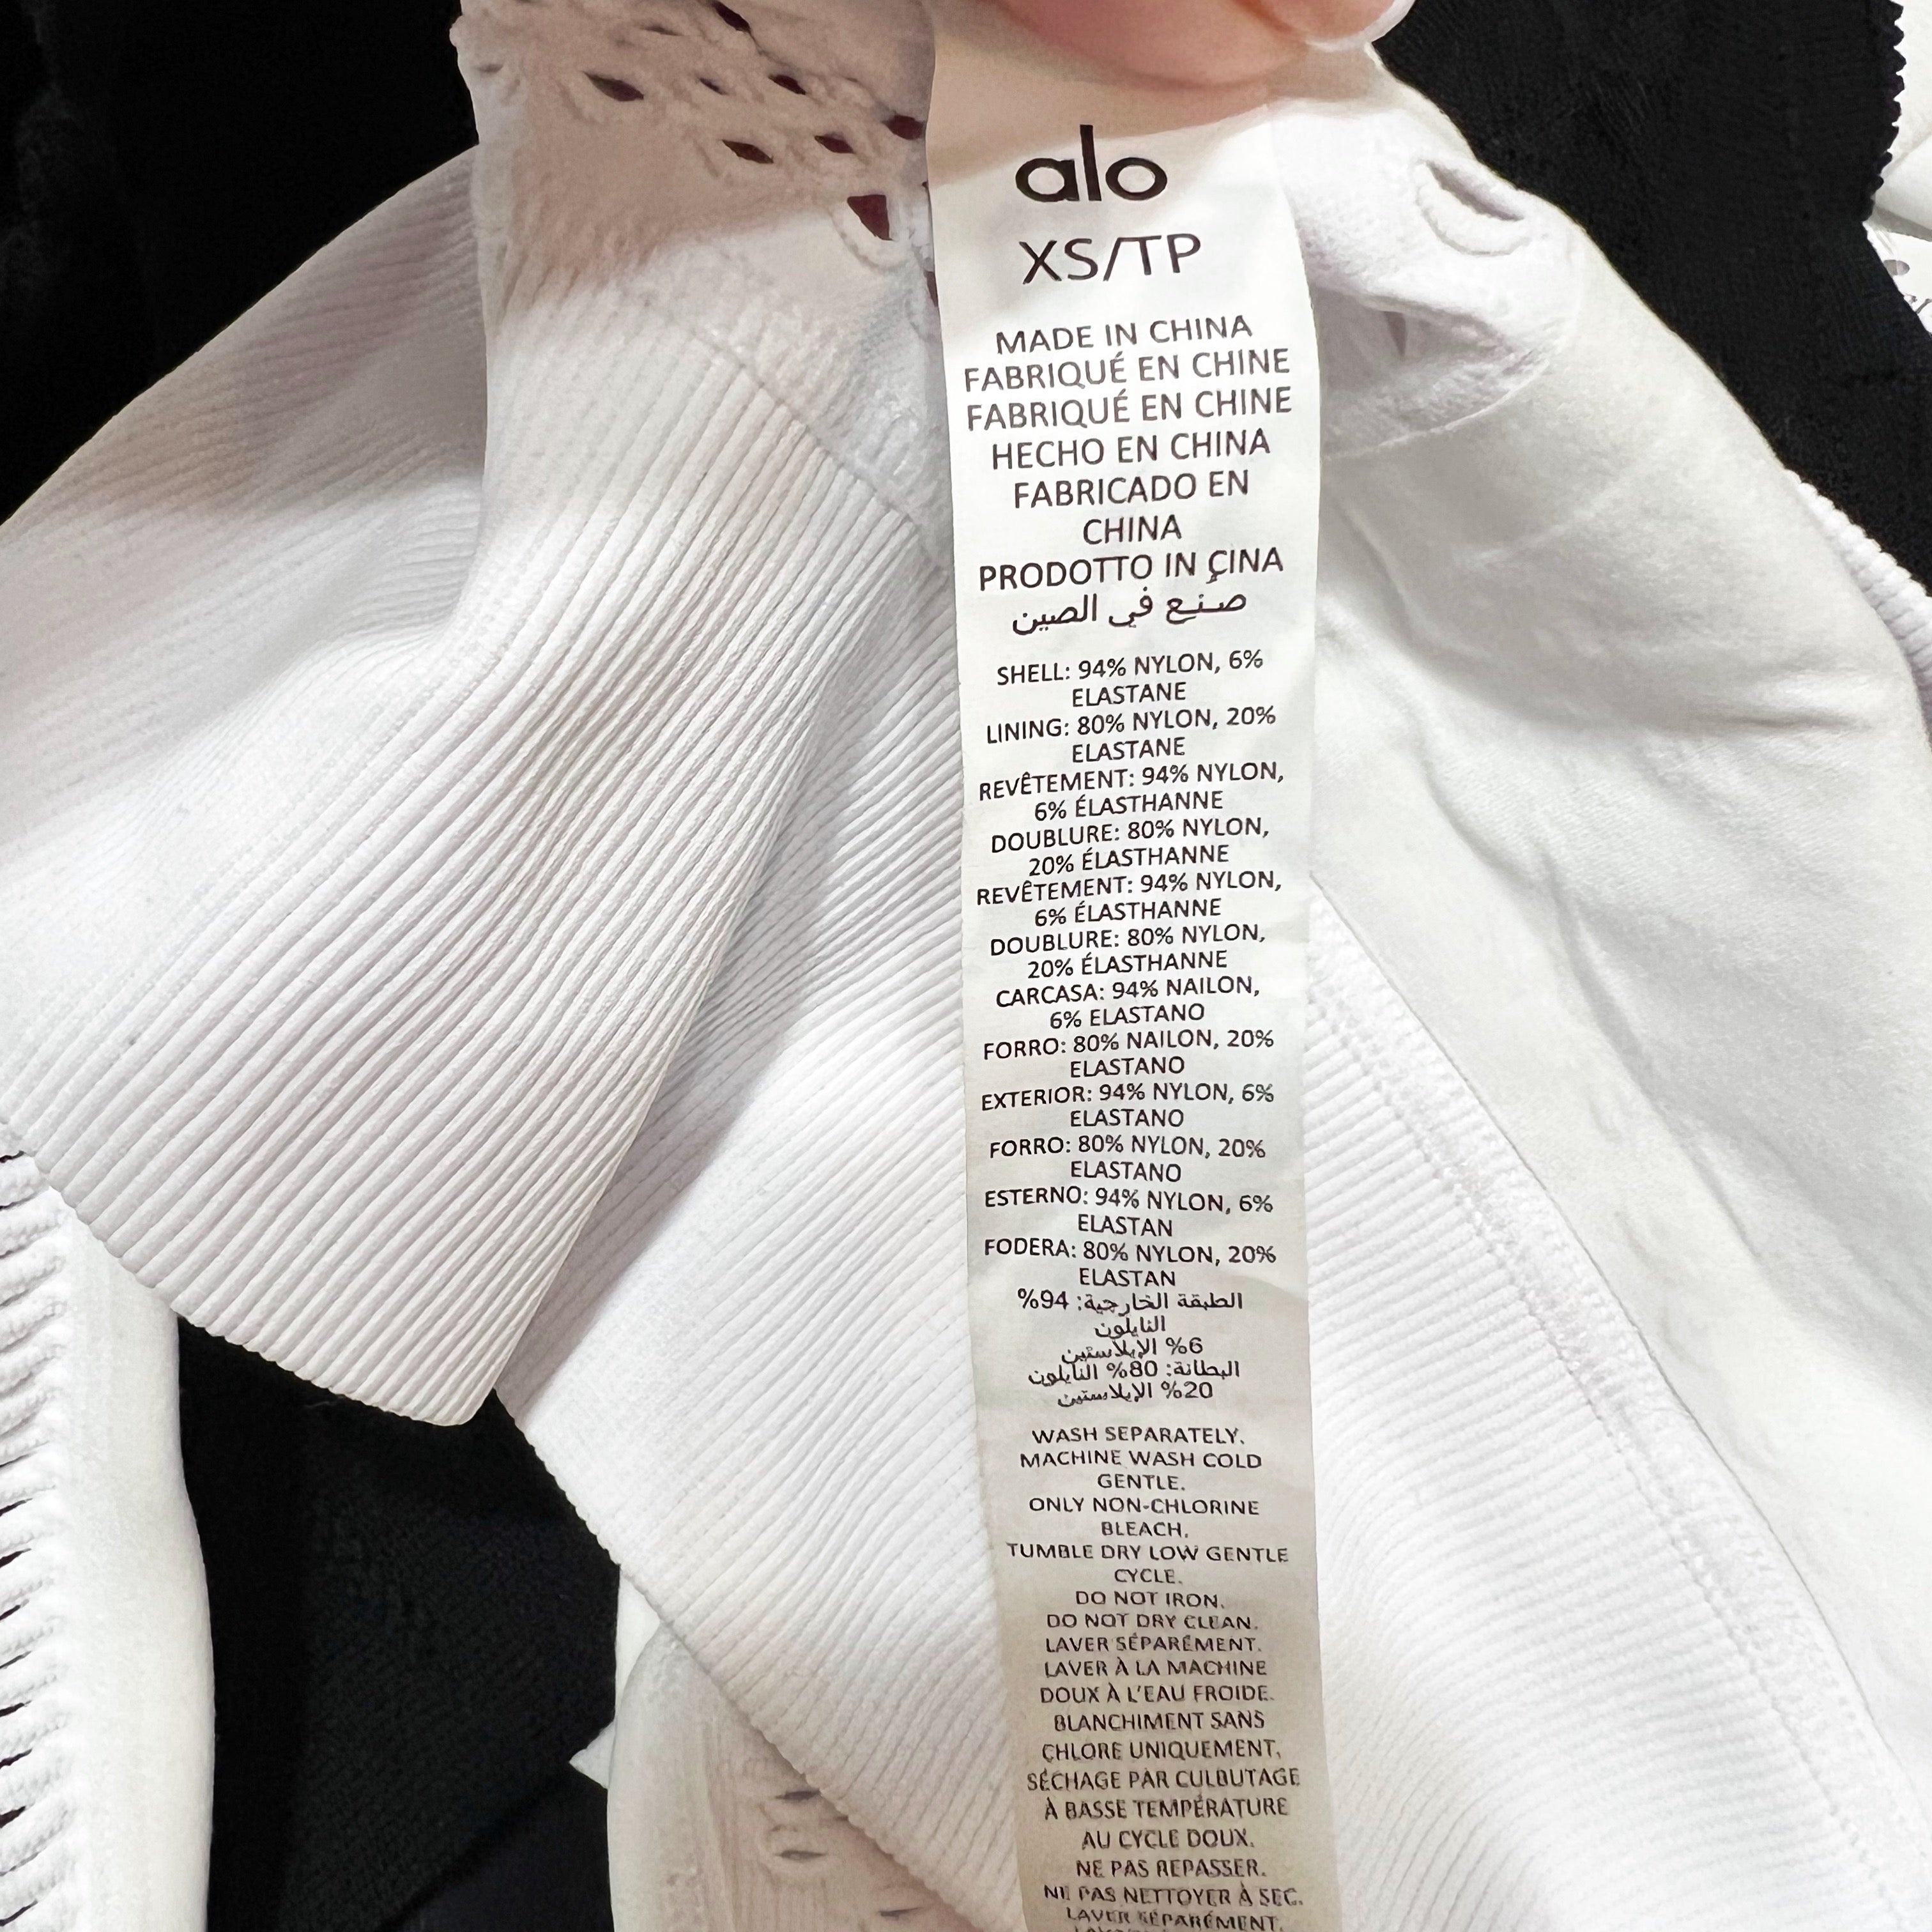 alo
XS/TP
MADE IN CHINA
FABRIQUÉ EN CHINE
FABRIQUÉ EN CHINE
HECHO EN CHINA
FABRICADO EN
CHINA
PRODOTTO IN CINA
صُنِع في الصين
SHELL: 94% NYLON, 6%
ELASTANE
LINING: 80% NYLON, 20%
ELASTANE
REVÊTEMENT: 94% NYLON,
6% ÉLASTHANNE
DOUBLURE: 80% NYLON,
20% ÉLASTHANNE
REVÊTEMENT: 94% NYLON,
6% ÉLASTHANNE
DOUBLURE: 80% NYLON,
20% ÉLASTHANNE
CARCASA: 94% NAILON,
6% ELASTANO
FORRO: 80% NAILON, 20%
ELASTANO
EXTERIOR: 94% NYLON, 6%
ELASTANO
FORRO: 80% NYLON, 20%
ELASTANO
ESTERNO: 94% NYLON, 6%
ELASTAN
FODERA: 80% NYLON, 20%
ELASTAN
الطبقة الخارجية: 94%
النايلون
6% الإيلاستين
البطانة: 80% النايلون
20% الإيلاستين
WASH SEPARATELY.
MACHINE WASH COLD
GENTLE.
ONLY NON-CHLORINE
BLEACH.
TUMBLE DRY LOW GENTLE
CYCLE.
DO NOT IRON.
DO NOT DRY CLEAN.
LAVER SÉPARÉMENT.
LAVER À LA MACHINE
DOUX À L'EAU FROIDE.
BLANCHIMENT SANS
CHLORE UNIQUEMENT.
SÉCHAGE PAR CULBUTAGE
À BASSE TEMPÉRATURE
AU CYCLE DOUX.
NE PAS REPASSER.
NE PAS NETTOYER À SEC.
LAVER SÉPARÉMENT.